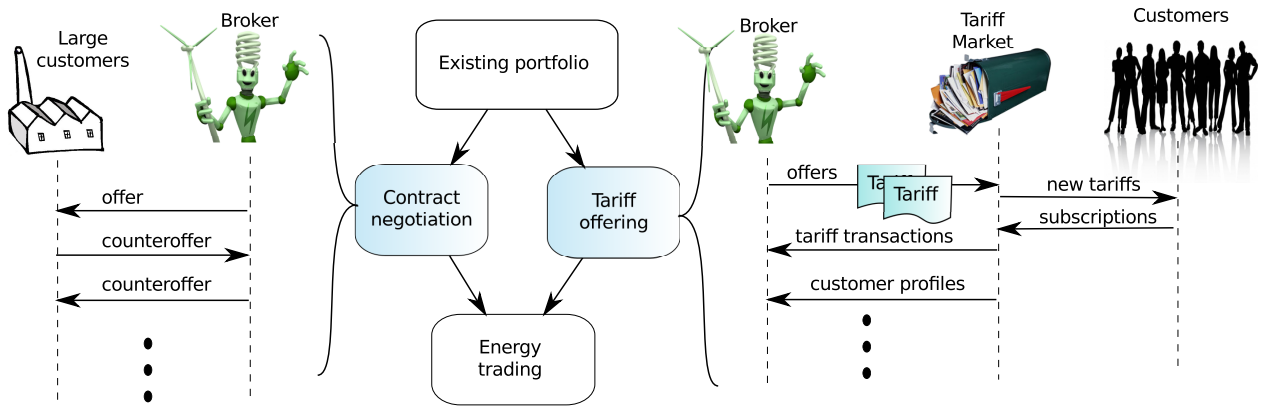 Large
customers
Broker
offer
counteroffer
counteroffer
Existing portfolio
Contract
negotiation
Tariff
offering
Energy
trading
Broker
Tariff
Market
Customers
offers
Ta
Tariff
new tariffs
subscriptions
tariff transactions
customer profiles